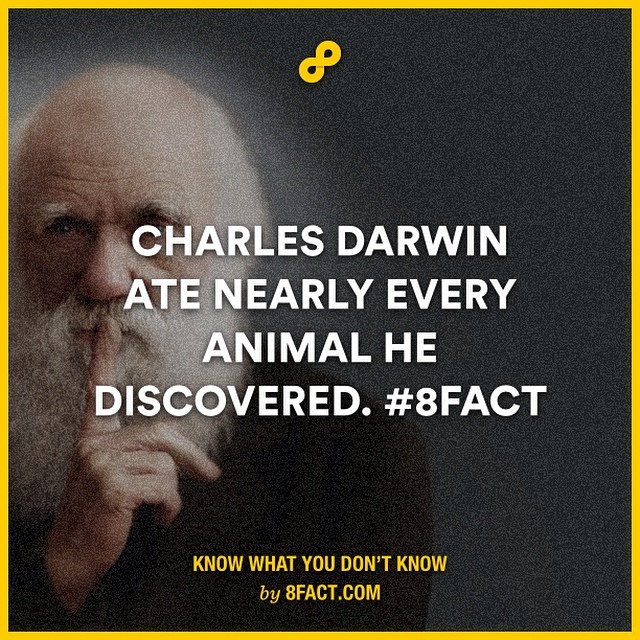 CHARLES DARWIN
ATE NEARLY EVERY
ANIMAL HE
DISCOVERED. #8FACT
KNOW WHAT YOU DON'T KNOW
by 8FACT.COM